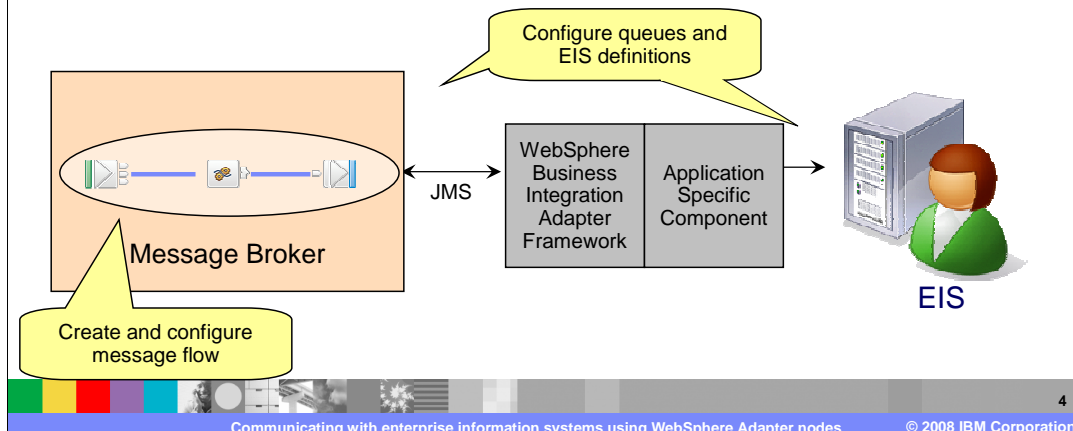 Configure queues and
EIS definitions
WebSphere
Business
Integration
Adapter
Framework
Application
Specific
Component
JMS
Message Broker
EIS
Create and configure
message flow
4
Communicating with enterprise information systems using WebSphere Adapter nodes
© 2008 IBM Corporation